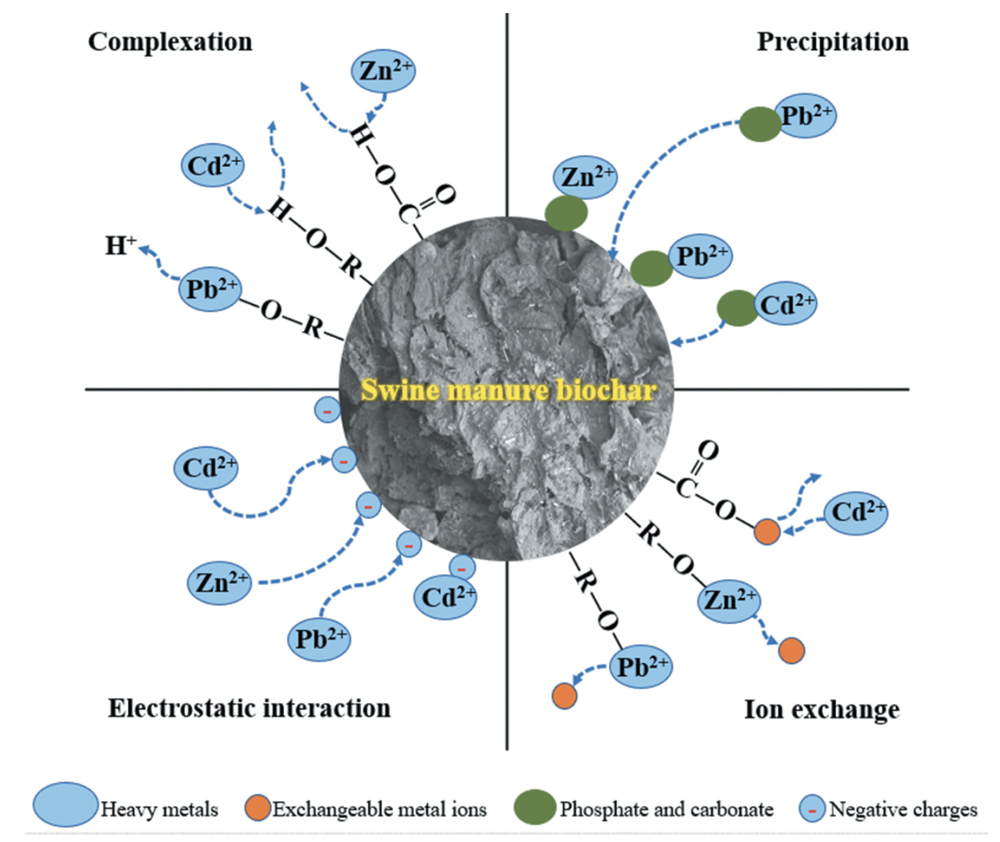 Complexation
Precipitation
Zn²⁺
Pb²⁺
H
Cd²⁺
Zn²⁺
O
O
C
H
O
R
H⁺
Pb²⁺
Cd²⁺
Pb²⁺
O
R
Swine manure biochar
-
Cd²⁺
-
-
Zn²⁺
-
Pb²⁺
-
Cd²⁺
O
C
O
Cd²⁺
R
O
Zn²⁺
R
O
Pb²⁺
Electrostatic interaction
Ion exchange
Heavy metals
Exchangeable metal ions
Phosphate and carbonate
- Negative charges